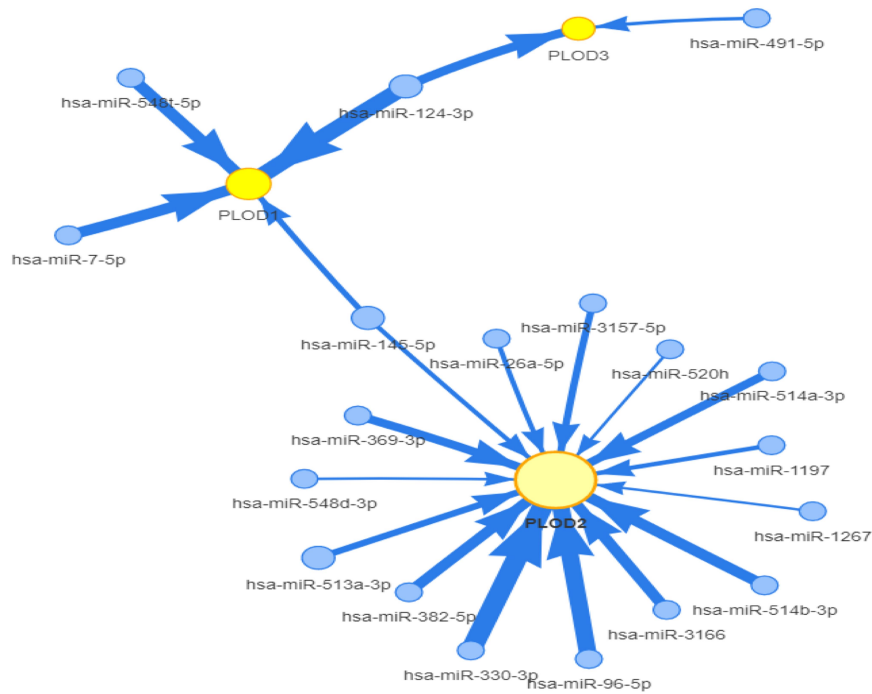 hsa-miR-491-5p
PLOD3
hsa-miR-548t-5p
hsa-miR-124-3p
PLOD1
hsa-miR-7-5p
hsa-miR-3157-5p
hsa-miR-145-5p
hsa-miR-26a-5p
hsa-miR-520h
hsa-miR-514a-3p
hsa-miR-369-3p
hsa-miR-1197
hsa-miR-548d-3p
PLOD2
hsa-miR-1267
hsa-miR-513a-3p
hsa-miR-382-5p
hsa-miR-514b-3p
hsa-miR-3166
hsa-miR-330-3p
hsa-miR-96-5p